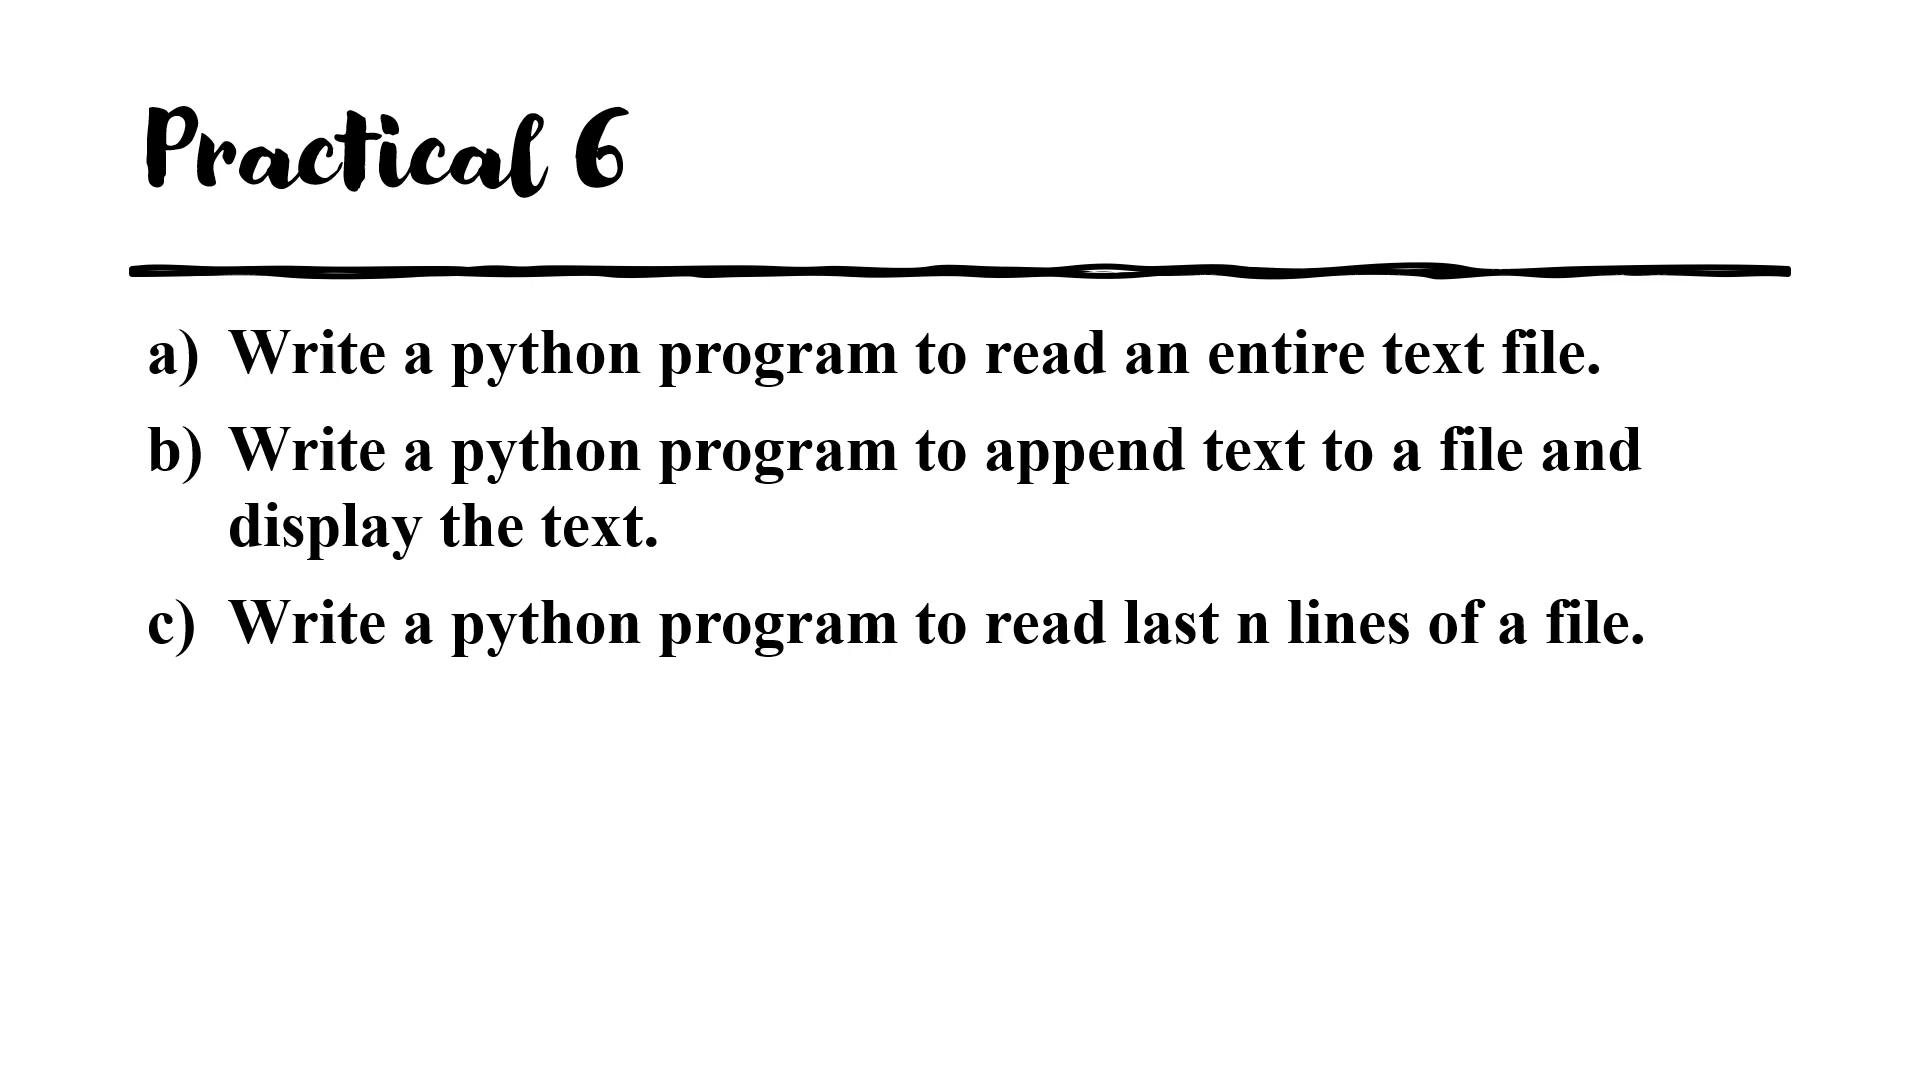 Practical 6
a) Write a python program to read an entire text file.
b) Write a python program to append text to a file and
display the text.
c) Write a python program to read last n lines of a file.